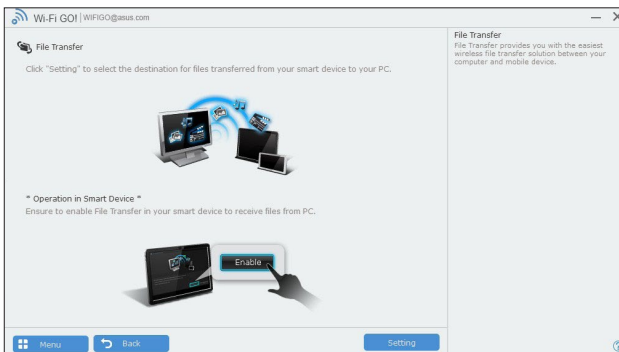 Wi-Fi GO! | WIFIGO@asus.com
File Transfer
Click "Setting" to select the destination for files transferred from your smart device to your PC.
* Operation in Smart Device *
Ensure to enable File Transfer in your smart device to receive files from PC.
Enable
Menu
Back
Setting
File Transfer
File Transfer provides you with the easiest
wireless file transfer solution between your
computer and mobile device.